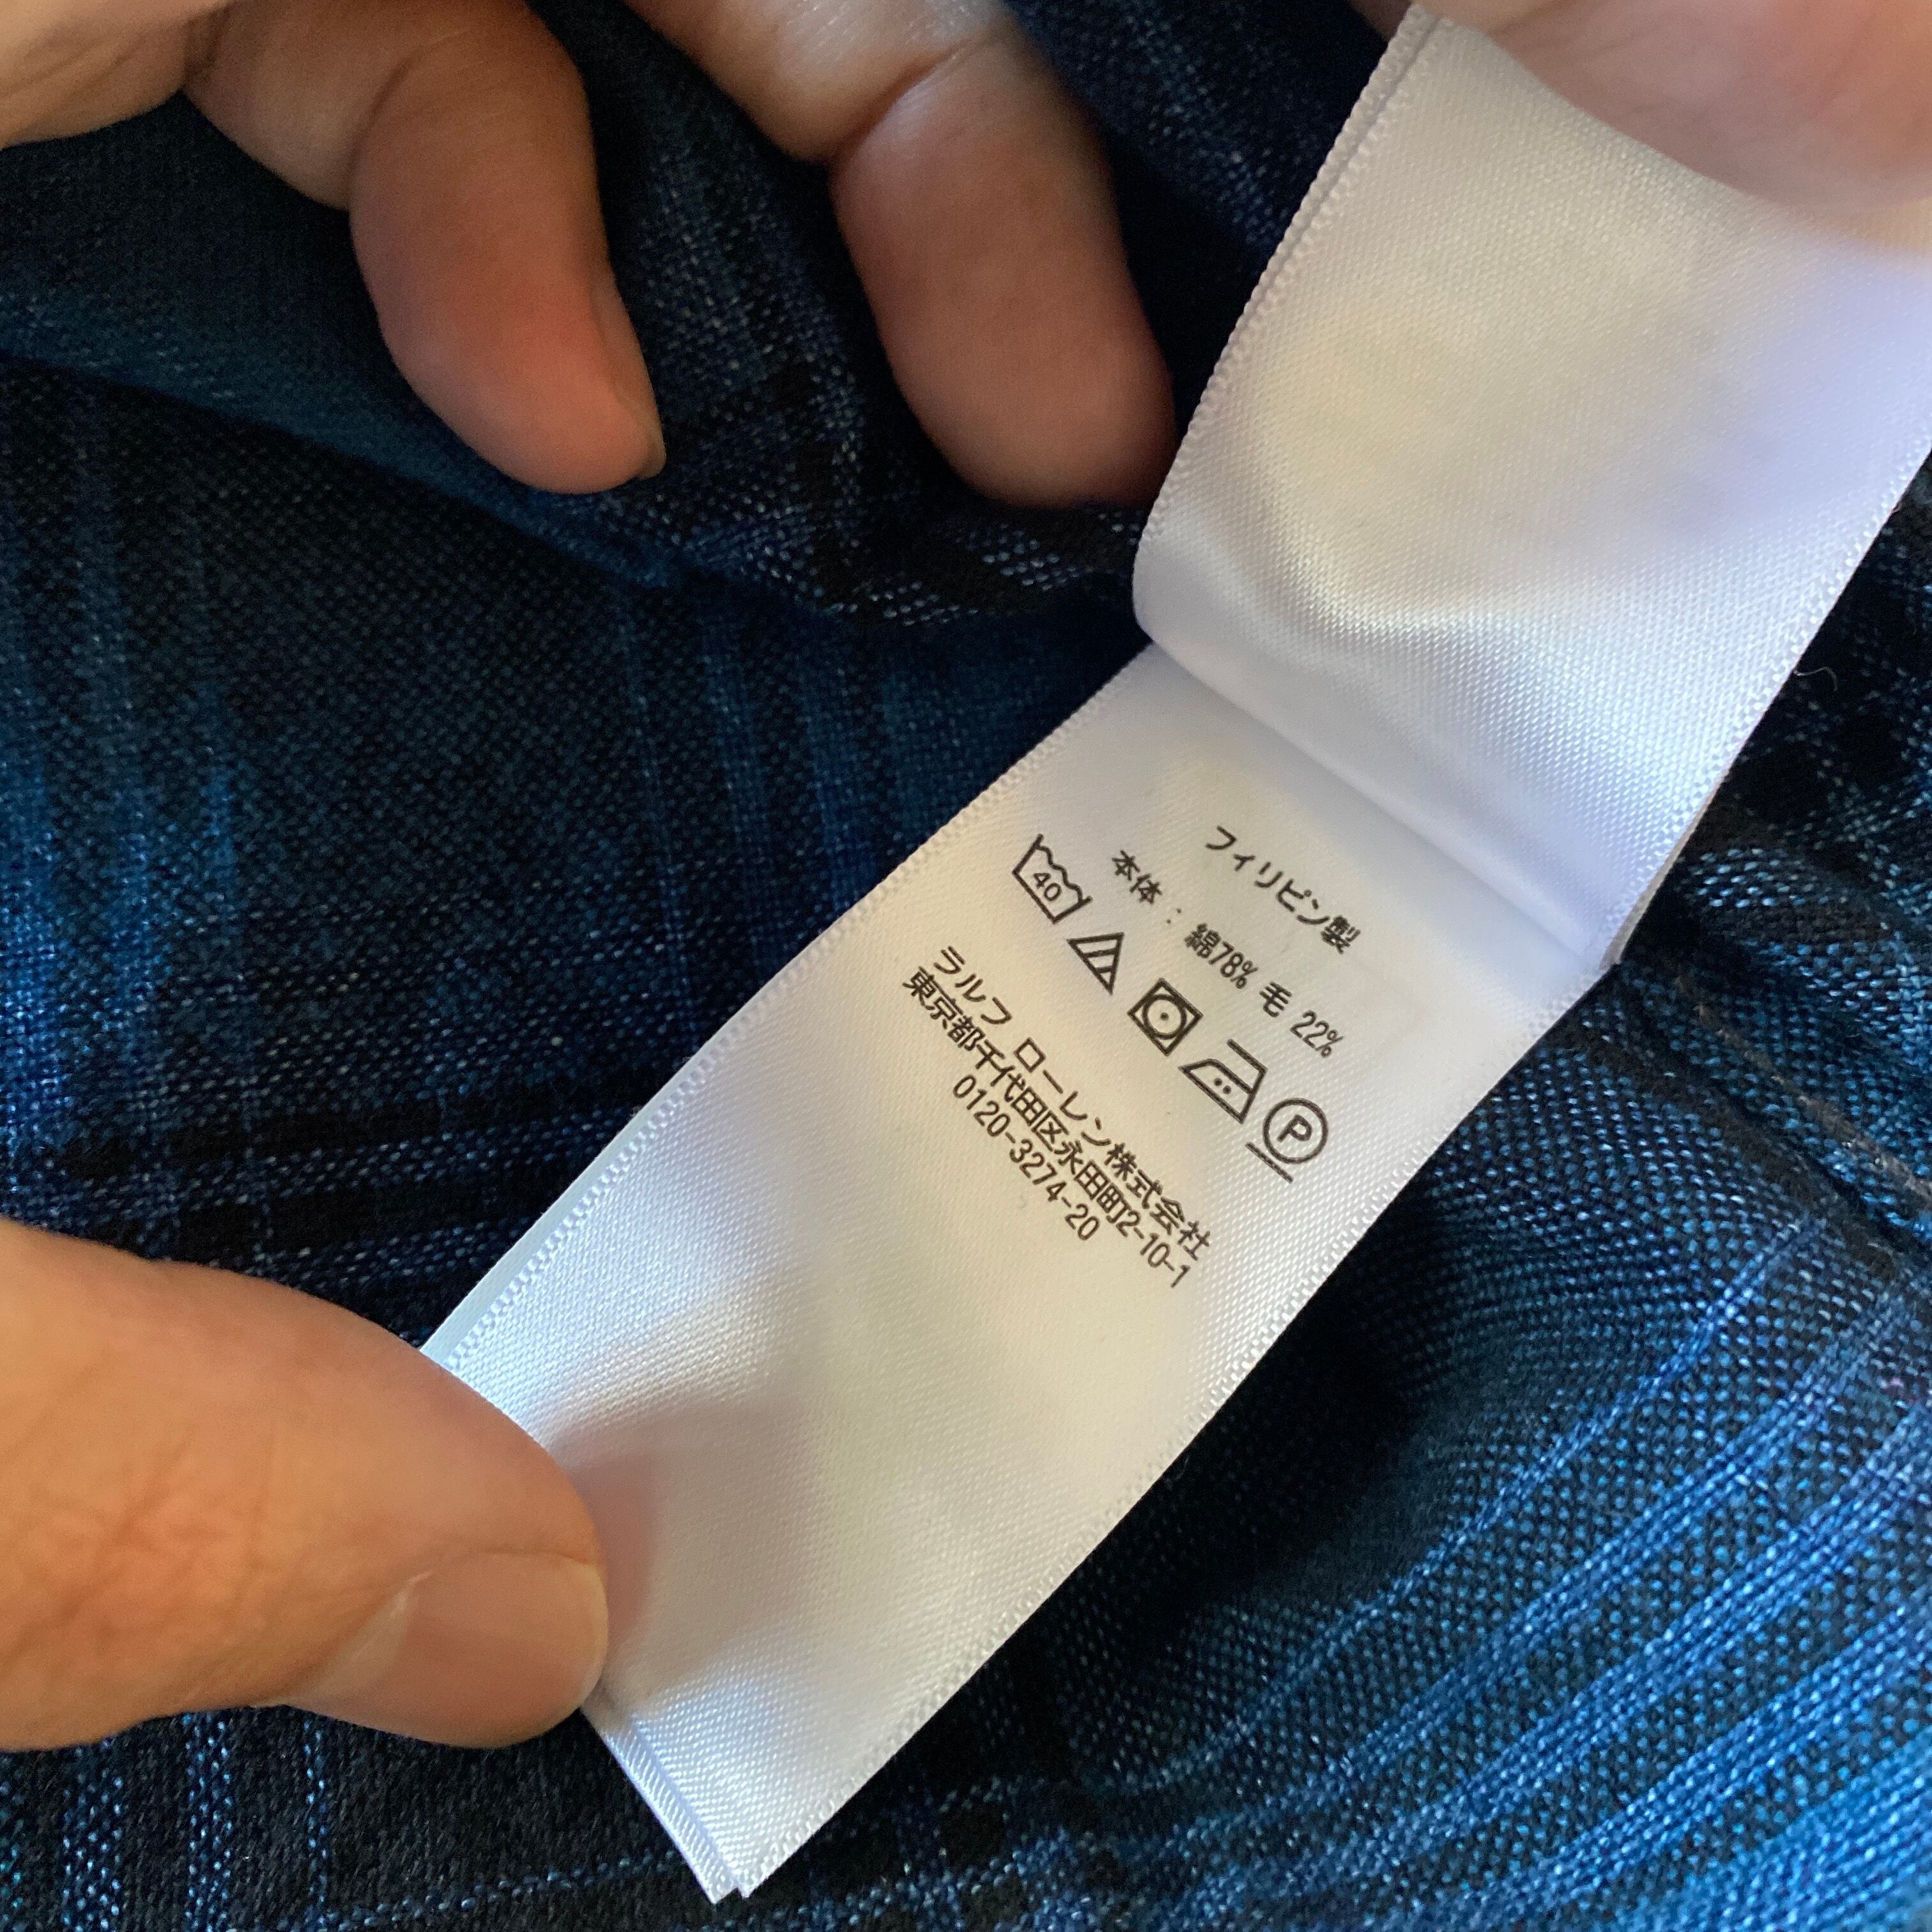 フィリピン製
本体：綿78% 毛 22%
40
P
ラルフ ローレン株式会社
東京都千代田区永田町2-10-1
0120-3274-20